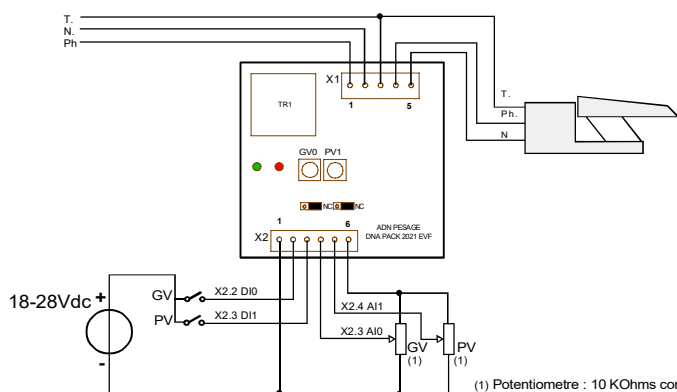 T.
N.
Ph
X1
1
5
TR1
T.
Ph.
N
GV0 PV1
NC NC
1
6
X2
ADN PESAGE
DNA PACK 2021 EVF
18-28Vdc
+
-
GV
X2.2 DI0
PV
X2.3 DI1
X2.4 AI1
X2.3 AI0
GV
(1)
PV
(1)
(1) Potentiometre : 10 KOhms con